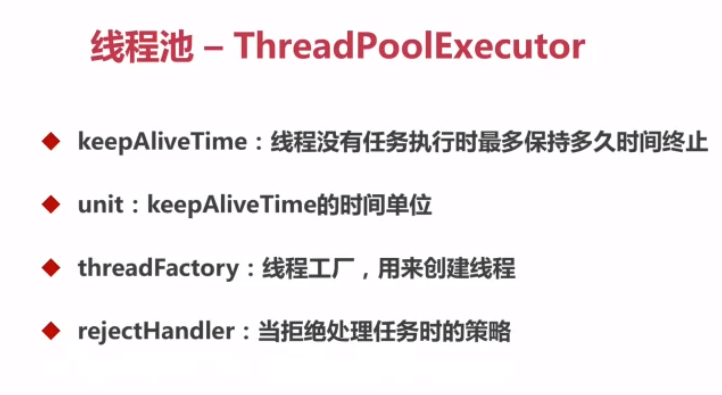 线程池 – ThreadPoolExecutor
keepAliveTime：线程没有任务执行时最多保持多久时间终止
unit：keepAliveTime的时间单位
threadFactory：线程工厂，用来创建线程
rejectHandler：当拒绝处理任务时的策略